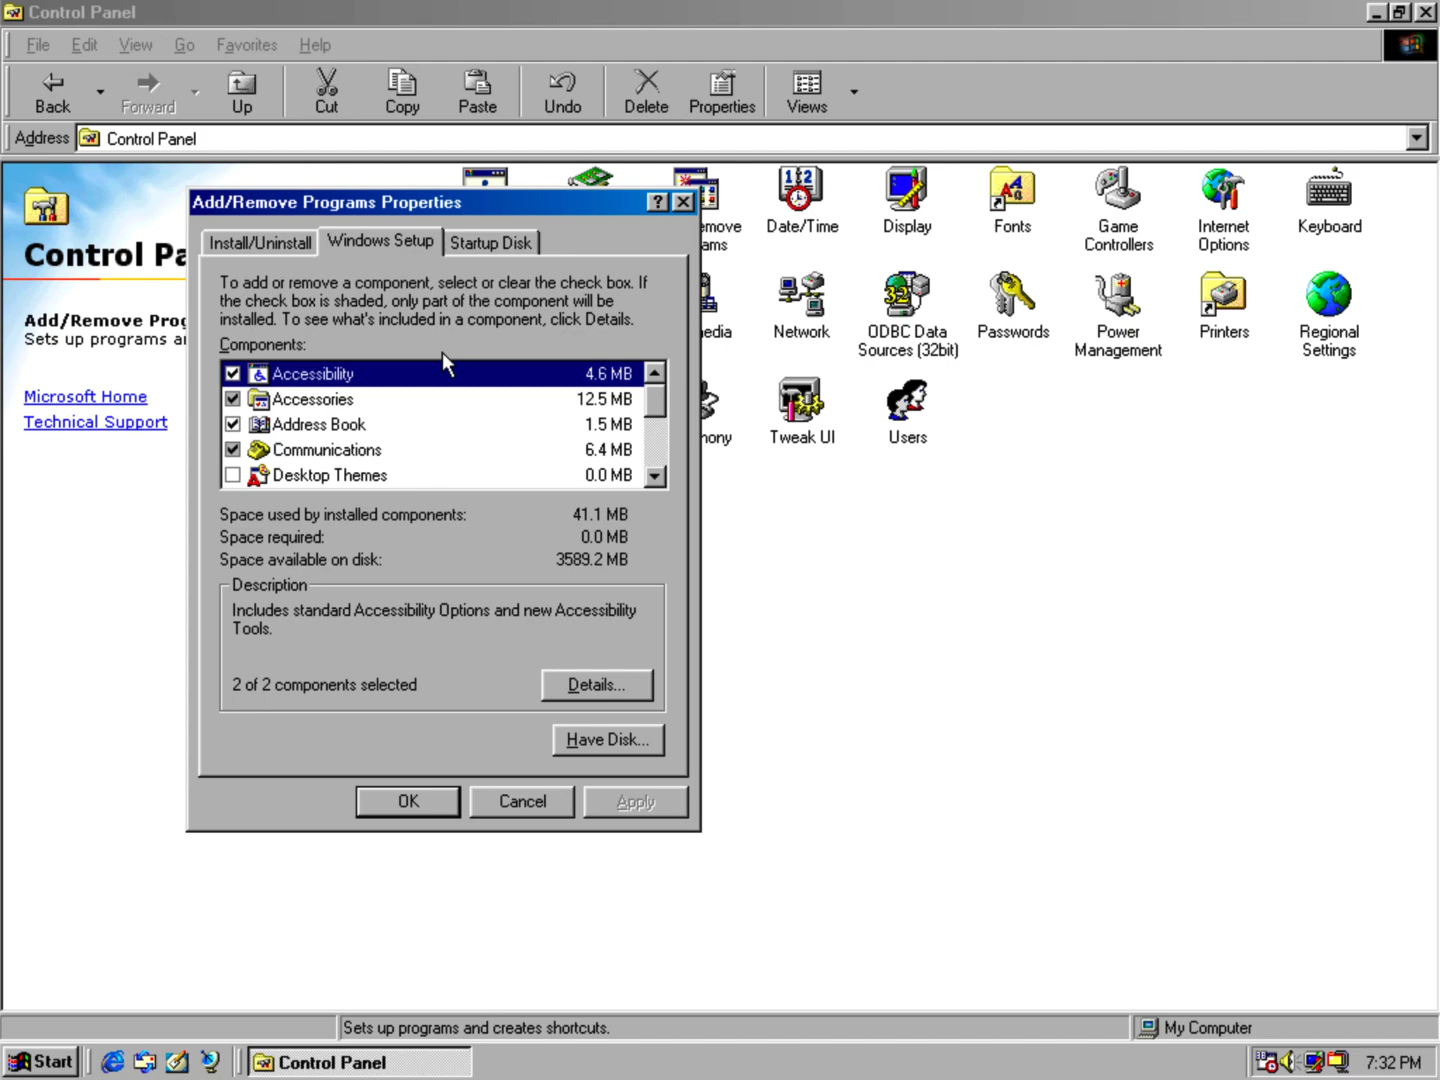 Control Panel
File Edit View Go Favorites Help
Back Forward Up Cut Copy Paste Undo Delete Properties Views
Address Control Panel
Control Pa
Add/Remove Prog
Sets up programs a
Microsoft Home
Technical Support
Add/Remove Programs Properties
Install/Uninstall Windows Setup Startup Disk
To add or remove a component, select or clear the check box. If
the check box is shaded, only part of the component will be
installed. To see what's included in a component, click Details.
Components:
Accessibility 4.6 MB
Accessories 12.5 MB
Address Book 1.5 MB
Communications 6.4 MB
Desktop Themes 0.0 MB
Space used by installed components: 41.1 MB
Space required: 0.0 MB
Space available on disk: 3589.2 MB
Description
Includes standard Accessibility Options and new Accessibility
Tools.
2 of 2 components selected Details...
Have Disk...
OK Cancel Apply
emove
ams
Date/Time
Display
Fonts
Game
Controllers
Internet
Options
Keyboard
edia
Network
32
ODBC Data
Sources (32bit)
Passwords
Power
Management
Printers
Regional
Settings
hony
Tweak UI
Users
Sets up programs and creates shortcuts. My Computer
Start Control Panel 7:32 PM